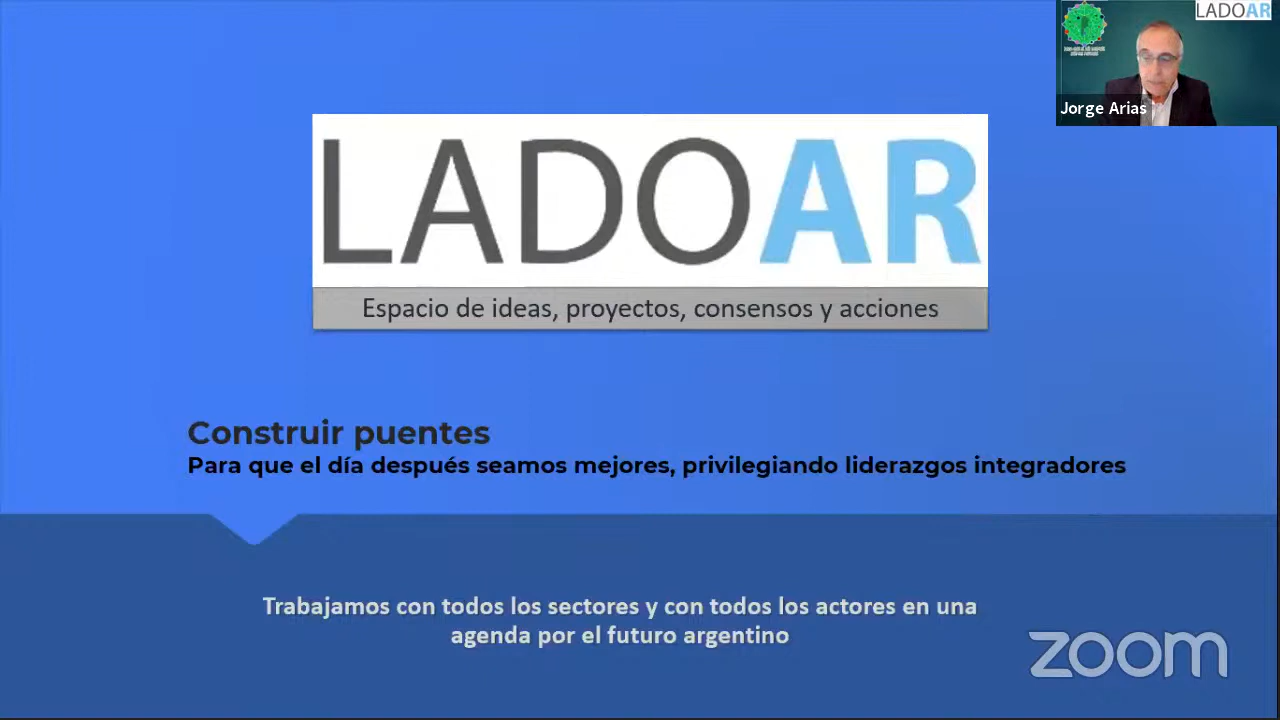 LADOAR
Jorge Arias
LADOAR
Espacio de ideas, proyectos, consensos y acciones
Construir puentes
Para que el día después seamos mejores, privilegiando liderazgos integradores
Trabajamos con todos los sectores y con todos los actores en una
agenda por el futuro argentino
zoom